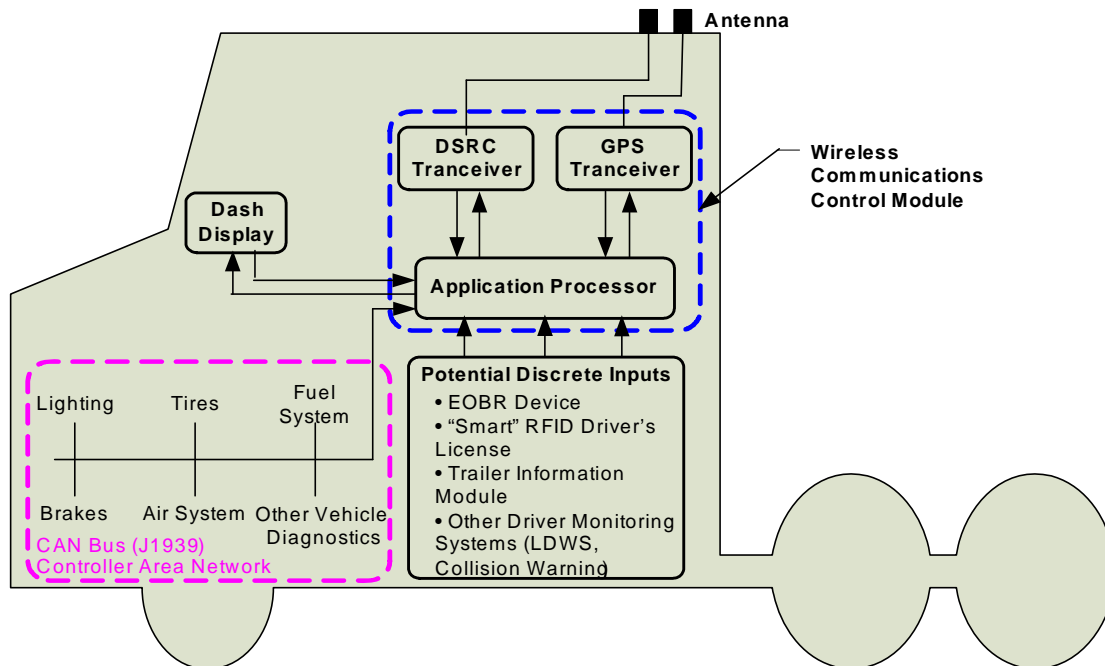 Antenna
DSRC
Tranceiver
GPS
Tranceiver
Wireless
Communications
Control Module
Dash
Display
Application Processor
Potential Discrete Inputs
• EOBR Device
• “Smart” RFID Driver’s
License
• Trailer Information
Module
• Other Driver Monitoring
Systems (LDWS,
Collision Warning)
Lighting
Tires
Fuel
System
Brakes
Air System
Other Vehicle
Diagnostics
CAN Bus (J1939)
Controller Area Network